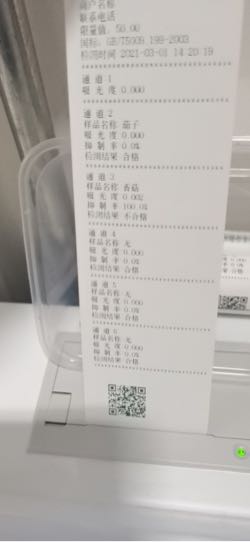 商户名称
联系电话
限量值: 50.00
国标: GB/T5009 199-2003
检测时间 2021-03-01 14 20 19
通 道 1
吸 光 度 0.000
通 道 2
样品名称 茄子
吸 光 度 0.000
抑 制 率 0.0%
检测结果 合格
通 道 3
样品名称 香菇
吸 光 度 0.002
抑 制 率 100.0%
检测结果 不合格
通 道 4
样品名称 无
吸 光 度 0.000
抑 制 率 0.0%
检测结果 合格
通 道 5
样品名称 无
吸 光 度 0.000
抑 制 率 0.0%
检测结果 合格
通 道 6
样品名称 无
吸 光 度 0.000
抑 制 率 0.0%
检测结果 合格